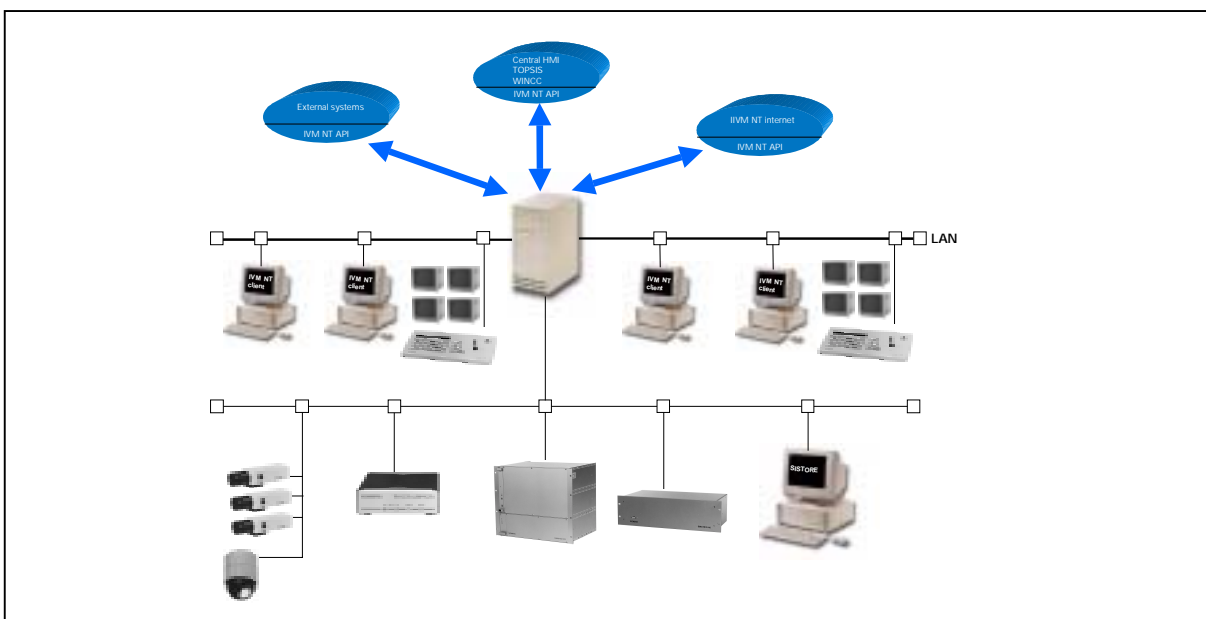 Central HMI
TOPSIS
WINCC
IVM NT API
External systems
IVM NT API
IIVM NT internet
IVM NT API
LAN
IVM NT
client
IVM NT
client
IVM NT
client
IVM NT
client
SISTORE